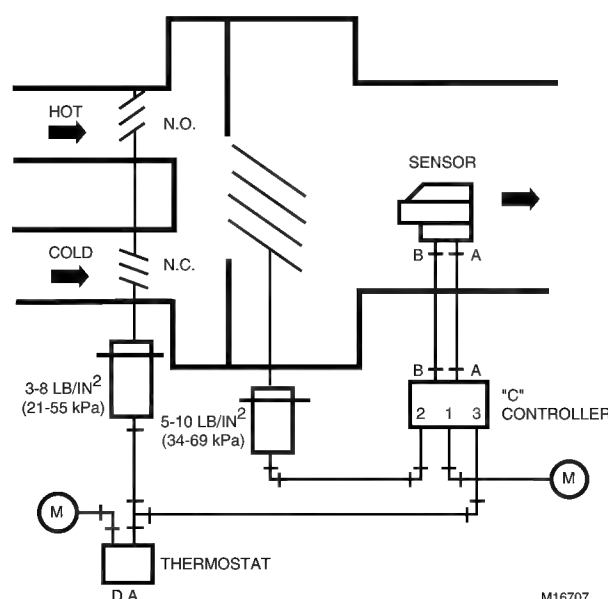 HOT
N.O.
SENSOR
COLD
N.C.
B A
B A
3-8 LB/IN2
(21-55 kPa)
5-10 LB/IN2
(34-69 kPa)
2 1 3
"C"
CONTROLLER
M
M
THERMOSTAT
D.A.
M16707